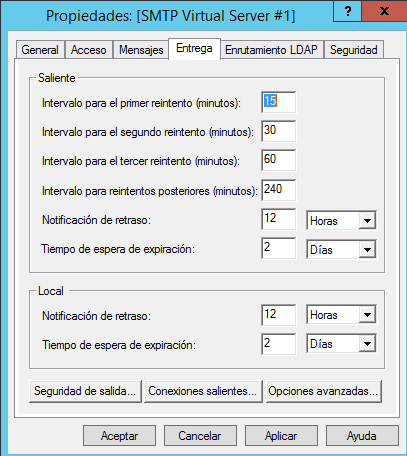 Propiedades: [SMTP Virtual Server #1]
? x
General Acceso Mensajes Entrega Enrutamiento LDAP Seguridad
Saliente
Intervalo para el primer reintento (minutos): 15
Intervalo para el segundo reintento (minutos): 30
Intervalo para el tercer reintento (minutos): 60
Intervalo para reintentos posteriores (minutos): 240
Notificación de retraso: 12 Horas
Tiempo de espera de expiración: 2 Días
Local
Notificación de retraso: 12 Horas
Tiempo de espera de expiración: 2 Días
Seguridad de salida... Conexiones salientes... Opciones avanzadas...
Aceptar Cancelar Aplicar Ayuda